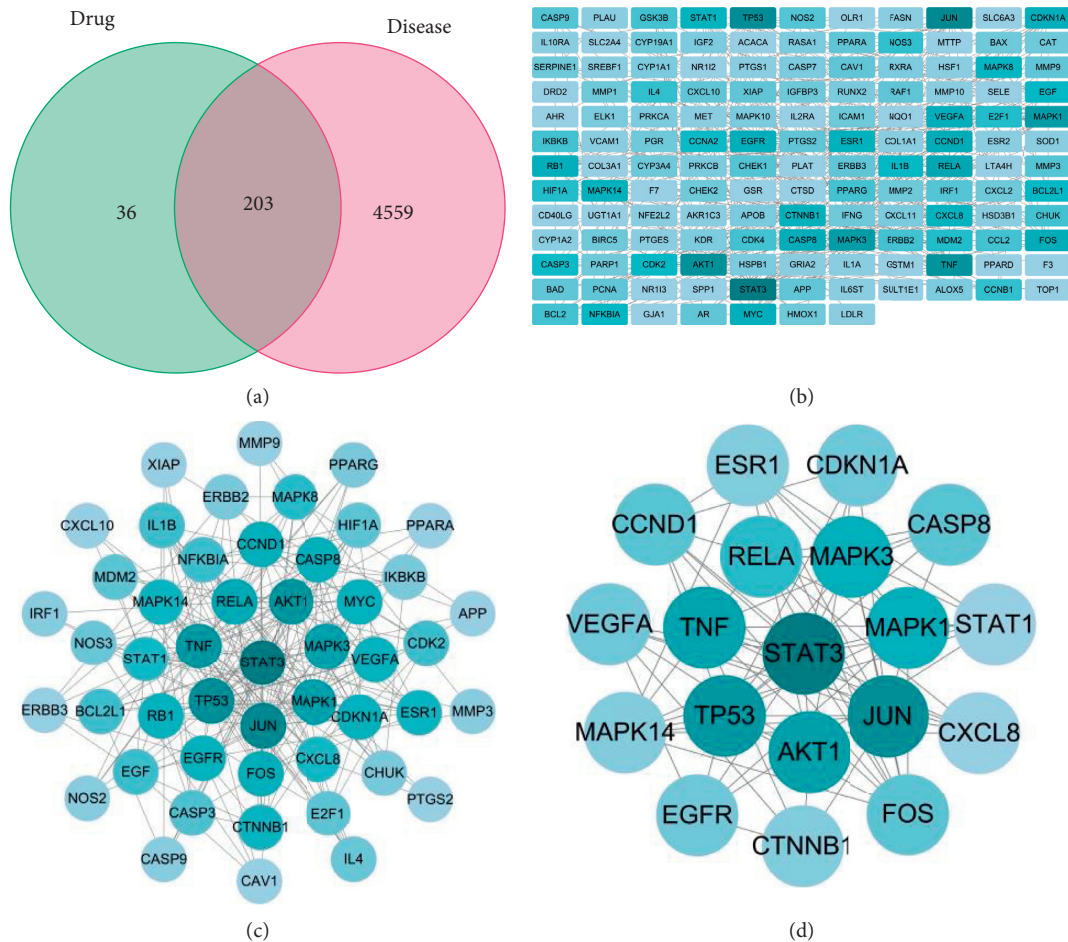 Drug
Disease
36
203
4559
(a)
CASP9 PLAU GSK3B STAT1 TP53 NOS2 OLR1 FASN JUN SLC6A3 CDKN1A
IL10RA SLC2A4 CYP19A1 IGF2 ACACA RASA1 PPARA NOS3 MTTP BAX CAT
SERPINE1 SREBF1 CYP1A1 NR1I2 PTGS1 CASP7 CAV1 RXRA HSF1 MAPK8 MMP9
DRD2 MMP1 IL4 CXCL10 XIAP IGFBP3 RUNX2 RAF1 MMP10 SELE EGF
AHR ELK1 PRKCA MET MAPK10 IL2RA ICAM1 NQO1 VEGFA E2F1 MAPK1
IKBKB VCAM1 PGR CCNA2 EGFR PTGS2 ESR1 COL1A1 CCND1 ESR2 SOD1
RB1 COL3A1 CYP3A4 PRKCB CHEK1 PLAT ERBB3 IL1B RELA LTA4H MMP3
HIF1A MAPK14 F7 CHEK2 GSR CTSD PPARG MMP2 IRF1 CXCL2 BCL2L1
CD40LG UGT1A1 NFE2L2 AKR1C3 APOB CTNNB1 IFNG CXCL11 CXCL8 HSD3B1 CHUK
CYP1A2 BIRC5 PTGES KDR CDK4 CASP8 MAPK3 ERBB2 MDM2 CCL2 FOS
CASP3 PARP1 CDK2 AKT1 HSPB1 GRIA2 IL1A GSTM1 TNF PPARD F3
BAD PCNA NR1I3 SPP1 STAT3 APP IL6ST SULT1E1 ALOX5 CCNB1 TOP1
BCL2 NFKBIA GJA1 AR MYC HMOX1 LDLR
(b)
MMP9
XIAP PPARG
ERBB2 MAPK8
CXCL10 IL1B HIF1A PPARA
NFKBIA CCND1 CASP8
MDM2 IKBKB
MAPK14 RELA AKT1 MYC
IRF1 APP
NOS3 TNF MAPK3 CDK2
STAT1 STAT3 VEGFA
ERBB3 BCL2L1 RB1 TP53 MAPK1 CDKN1A ESR1 MMP3
JUN
EGFR CXCL8
EGF FOS CHUK
NOS2 PTGS2
CASP3 E2F1
CTNNB1
CASP9 IL4
CAV1
(c)
ESR1 CDKN1A
CCND1 CASP8
RELA MAPK3
VEGFA TNF MAPK1 STAT1
STAT3
TP53 JUN
MAPK14 CXCL8
AKT1
EGFR FOS
CTNNB1
(d)